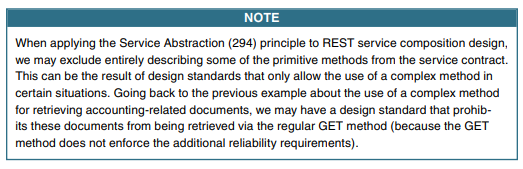 NOTE
When applying the Service Abstraction (294) principle to REST service composition design,
we may exclude entirely describing some of the primitive methods from the service contract.
This can be the result of design standards that only allow the use of a complex method in
certain situations. Going back to the previous example about the use of a complex method
for retrieving accounting-related documents, we may have a design standard that prohib-
its these documents from being retrieved via the regular GET method (because the GET
method does not enforce the additional reliability requirements).